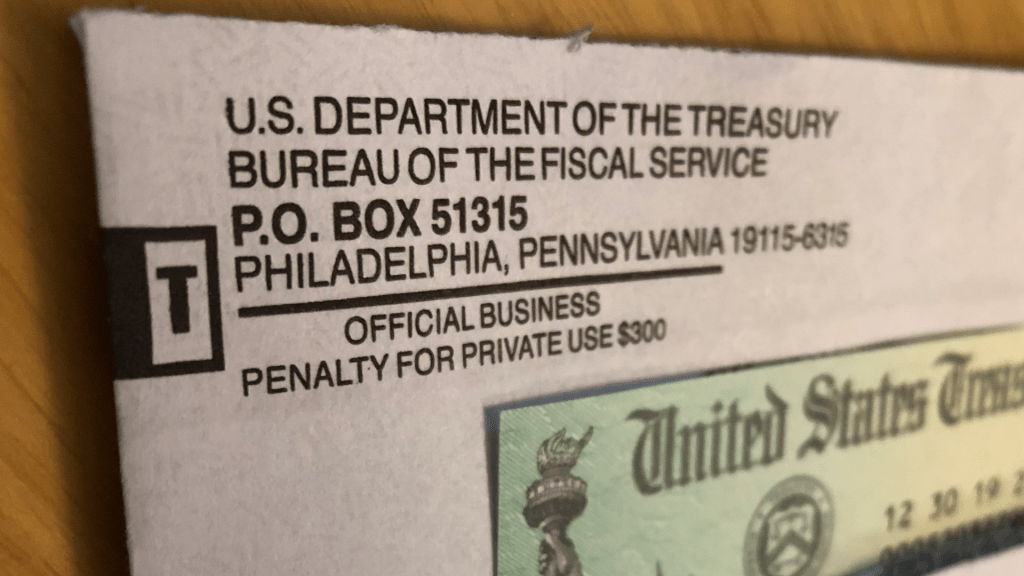 U.S. DEPARTMENT OF THE TREASURY
BUREAU OF THE FISCAL SERVICE
P.O. BOX 51315
PHILADELPHIA, PENNSYLVANIA 19115-6315
T
OFFICIAL BUSINESS
PENALTY FOR PRIVATE USE $300
United States Treas
12 30 19 2